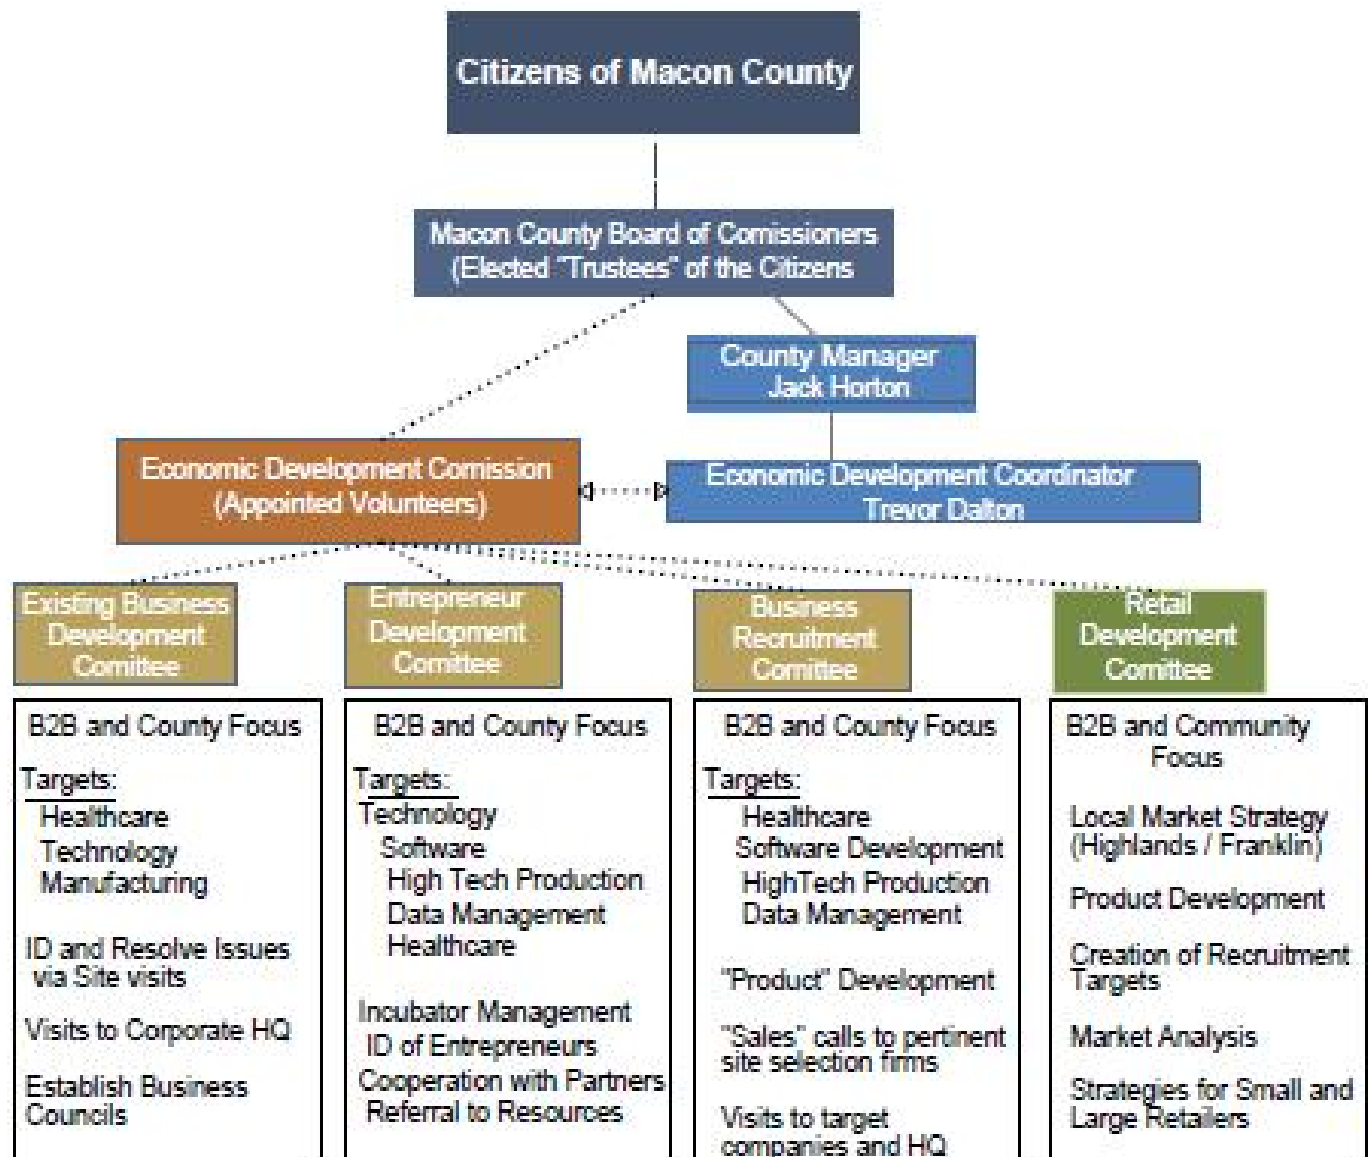 Citizens of Macon County
Macon County Board of Comissioners
(Elected "Trustees" of the Citizens
County Manager
Jack Horton
Economic Development Comission
(Appointed Volunteers)
Economic Development Coordinator
Trevor Dalton
Existing Business
Development
Comittee
Entrepreneur
Development
Comittee
Business
Recruitment
Comittee
Retail
Development
Comittee
B2B and County Focus
Targets:
Healthcare
Technology
Manufacturing
ID and Resolve Issues
via Site visits
Visits to Corporate HQ
Establish Business
Councils
B2B and County Focus
Targets:
Technology
Software
High Tech Production
Data Management
Healthcare
Incubator Management
ID of Entrepreneurs
Cooperation with Partners
Referral to Resources
B2B and County Focus
Targets:
Healthcare
Software Development
HighTech Production
Data Management
"Product" Development
"Sales" calls to pertinent
site selection firms
Visits to target
companies and HQ
B2B and Community
Focus
Local Market Strategy
(Highlands / Franklin)
Product Development
Creation of Recruitment
Targets
Market Analysis
Strategies for Small and
Large Retailers